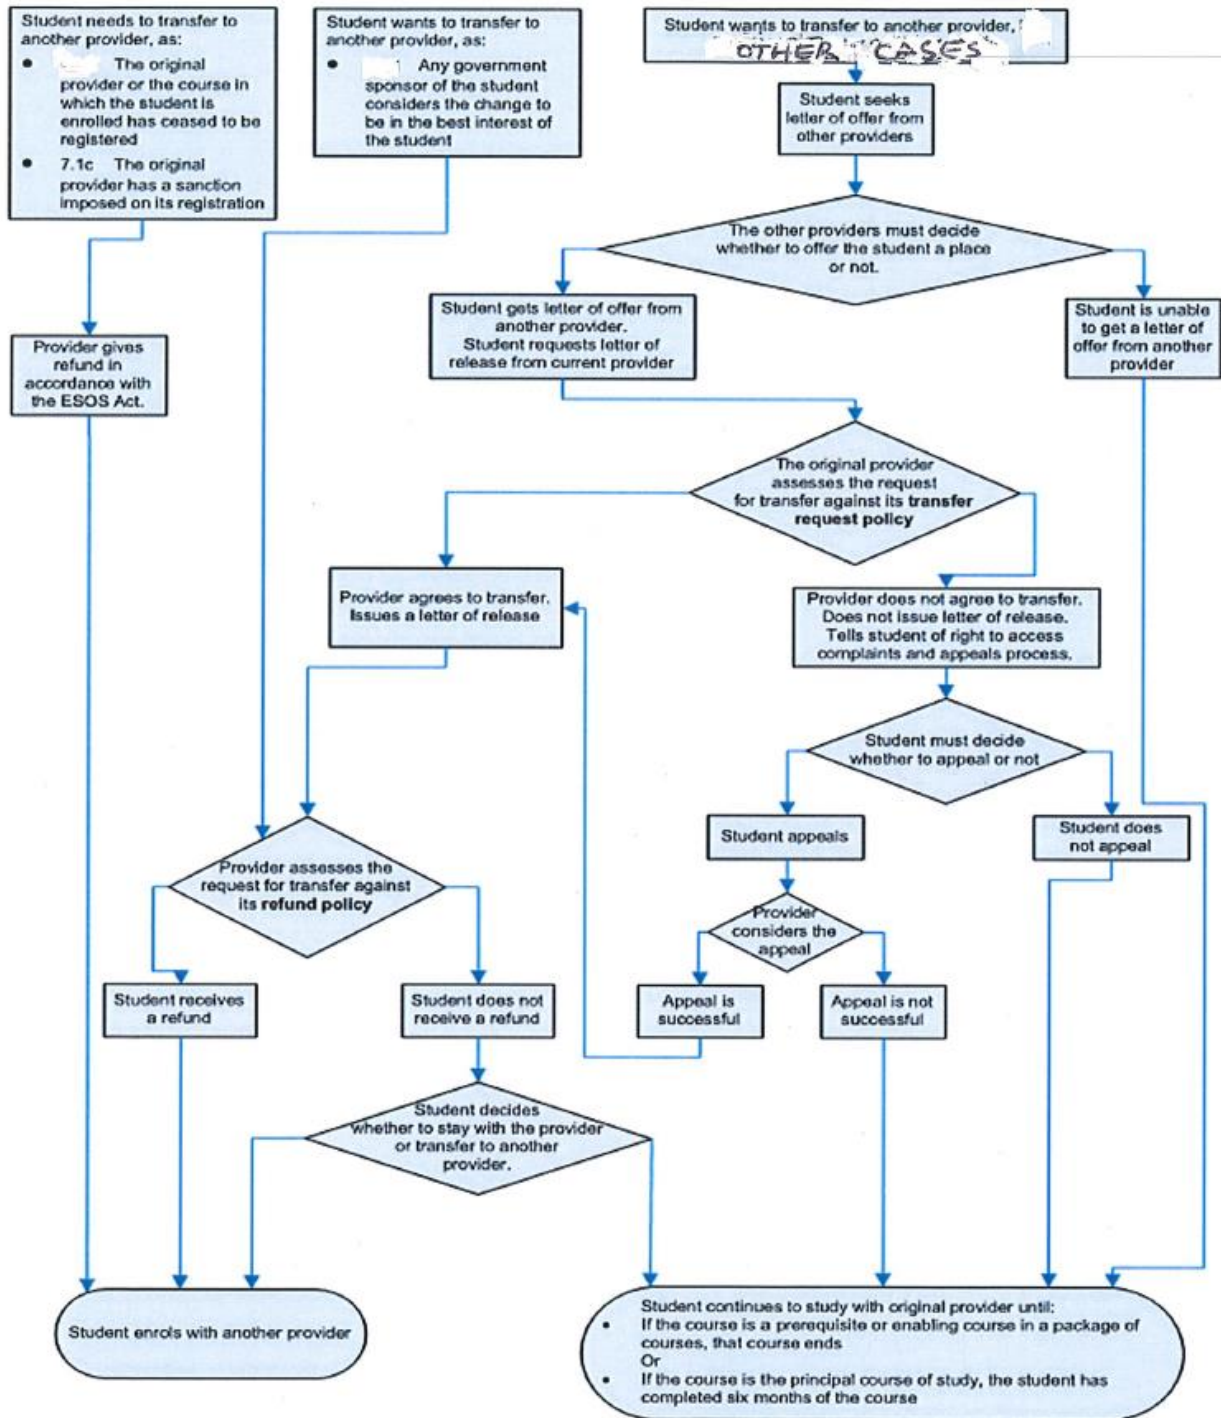 Student needs to transfer to
another provider, as:
• The original
provider or the course in
which the student is
enrolled has ceased to be
registered
• 7.1c The original
provider has a sanction
imposed on its registration
Student wants to transfer to
another provider, as:
• Any government
sponsor of the student
considers the change to
be in the best interest of
the student
Student wants to transfer to another provider,
OTHER CASES
Student seeks
letter of offer from
other providers
The other providers must decide
whether to offer the student a place
or not.
Student gets letter of offer from
another provider.
Student requests letter of
release from current provider
Student is unable
to get a letter of
offer from another
provider
Provider gives
refund in
accordance with
the ESOS Act.
The original provider
assesses the request
for transfer against its transfer
request policy
Provider agrees to transfer.
Issues a letter of release
Provider does not agree to transfer.
Does not issue letter of release.
Tells student of right to access
complaints and appeals process.
Student must decide
whether to appeal or not
Student appeals
Student does
not appeal
Provider assesses the
request for transfer against
its refund policy
Provider
considers the
appeal
Student receives
a refund
Student does not
receive a refund
Appeal is
successful
Appeal is not
successful
Student decides
whether to stay with the provider
or transfer to another
provider.
Student enrols with another provider
Student continues to study with original provider until:
• If the course is a prerequisite or enabling course in a package of
courses, that course ends
Or
• If the course is the principal course of study, the student has
completed six months of the course